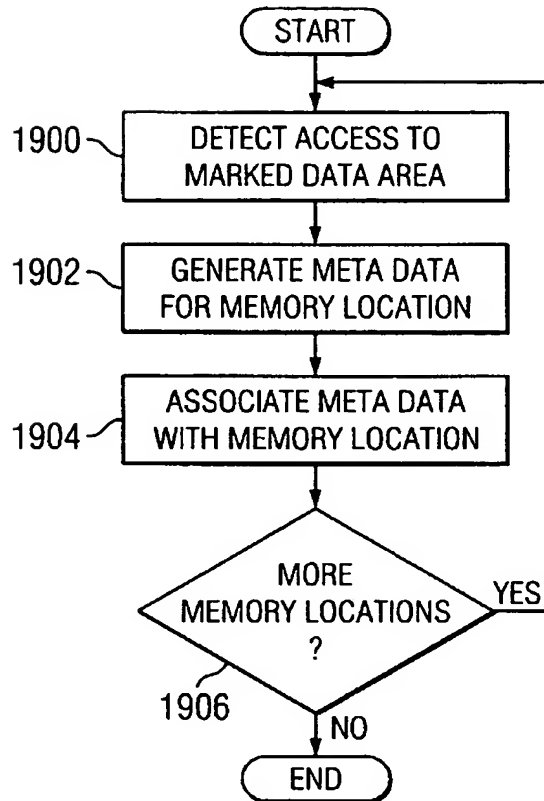 START
1900
DETECT ACCESS TO
MARKED DATA AREA
1902
GENERATE META DATA
FOR MEMORY LOCATION
1904
ASSOCIATE META DATA
WITH MEMORY LOCATION
MORE
MEMORY LOCATIONS
?
YES
1906
NO
END